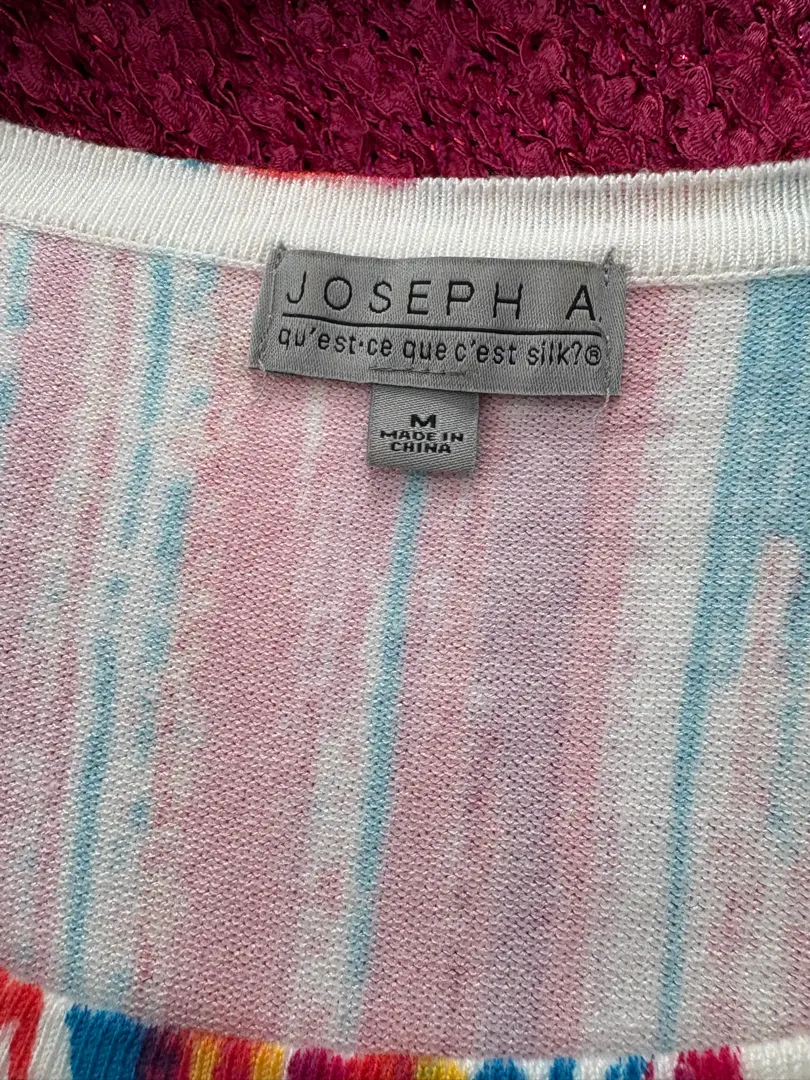 JOSEPH A.
qu'est-ce que c'est silk?®
M
MADE IN
CHINA